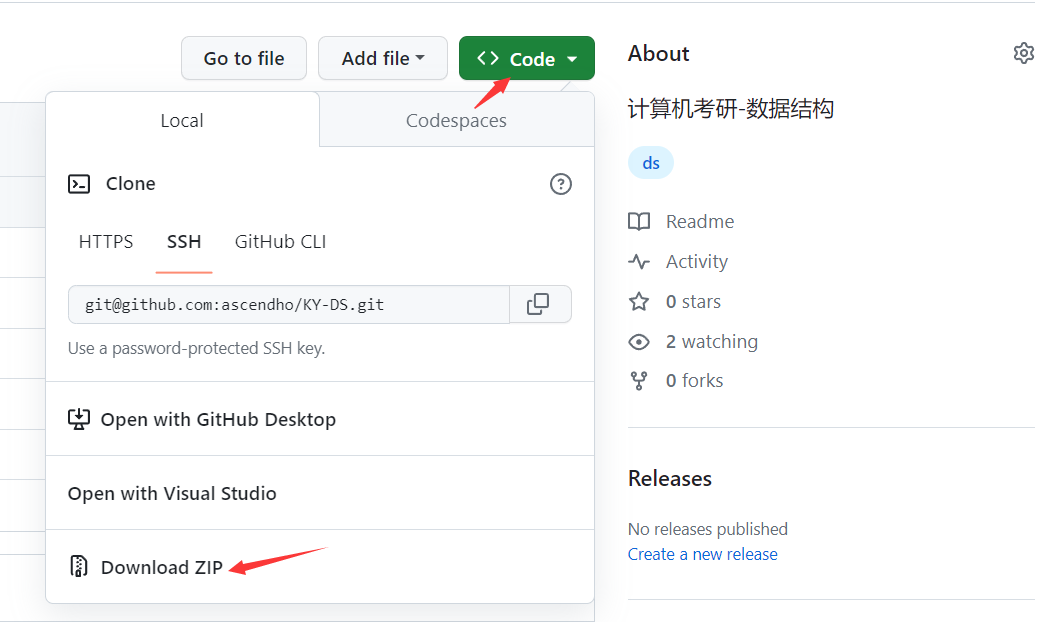 Go to file
Add file
Code
Local
Codespaces
Clone
HTTPS
SSH
GitHub CLI
git@github.com:ascendho/KY-DS.git
Use a password-protected SSH key.
Open with GitHub Desktop
Open with Visual Studio
Download ZIP
About
计算机考研-数据结构
ds
Readme
Activity
0 stars
2 watching
0 forks
Releases
No releases published
Create a new release